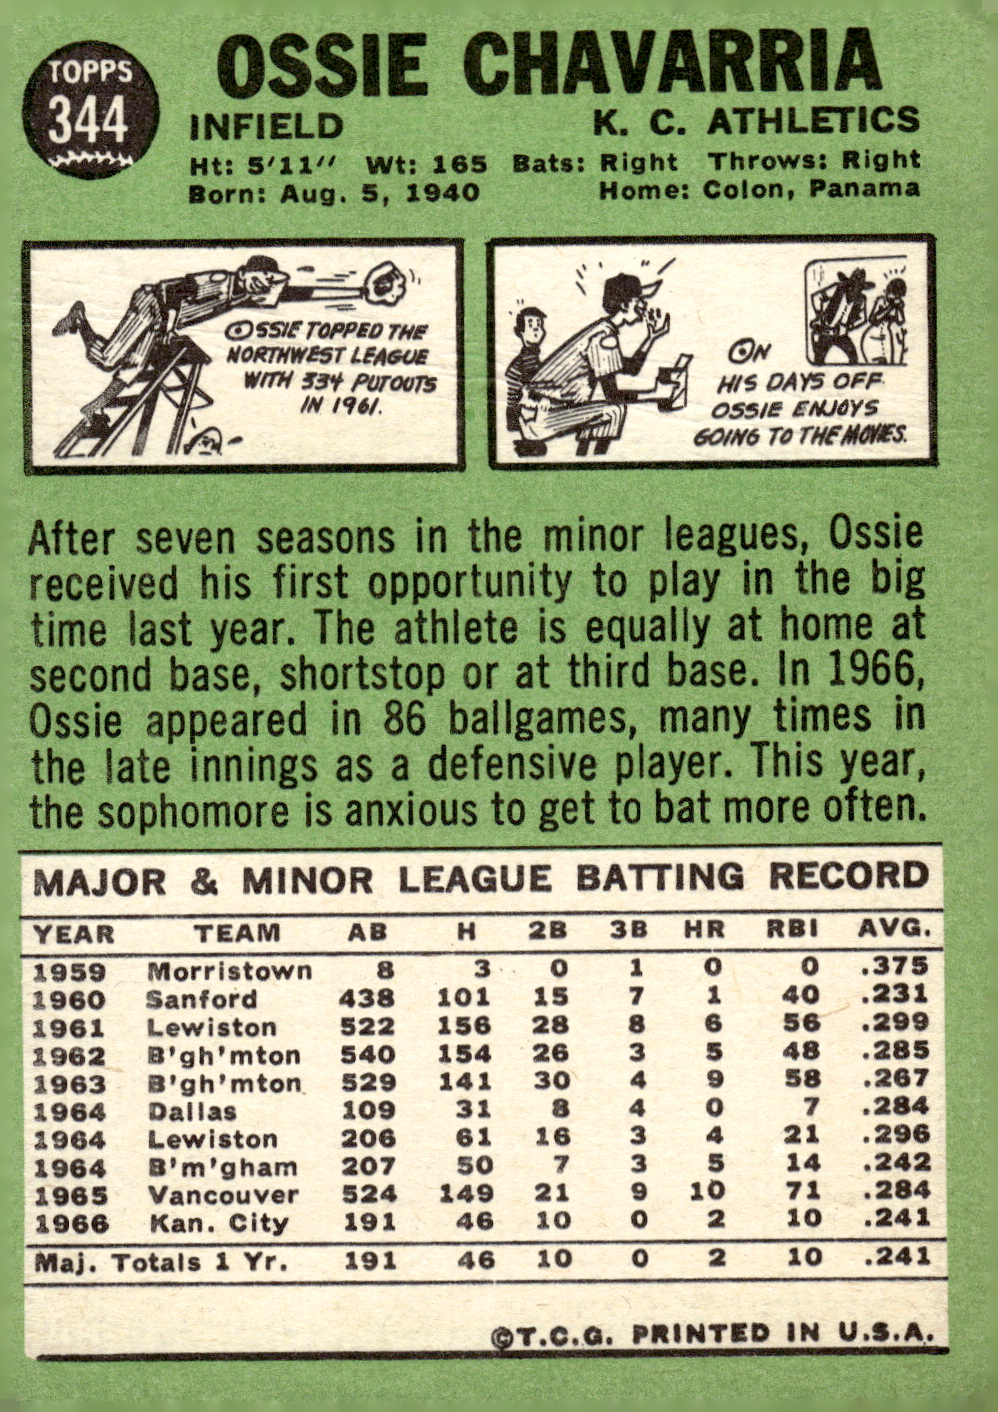 TOPPS
344
OSSIE CHAVARRIA
INFIELD K. C. ATHLETICS
Ht: 5'11" Wt: 165 Bats: Right Throws: Right
Born: Aug. 5, 1940 Home: Colon, Panama
OSSIE TOPPED THE
NORTHWEST LEAGUE
WITH 334 PUTOUTS
IN 1961.
ON
HIS DAYS OFF
OSSIE ENJOYS
GOING TO THE MOVIES.
After seven seasons in the minor leagues, Ossie
received his first opportunity to play in the big
time last year. The athlete is equally at home at
second base, shortstop or at third base. In 1966,
Ossie appeared in 86 ballgames, many times in
the late innings as a defensive player. This year,
the sophomore is anxious to get to bat more often.
MAJOR & MINOR LEAGUE BATTING RECORD
YEAR TEAM AB H 2B 3B HR RBI AVG.
1959 Morristown 8 3 0 1 0 0 .375
1960 Sanford 438 101 15 7 1 40 .231
1961 Lewiston 522 156 28 8 6 56 .299
1962 B'gh'mton 540 154 26 3 5 48 .285
1963 B'gh'mton 529 141 30 4 9 58 .267
1964 Dallas 109 31 8 4 0 7 .284
1964 Lewiston 206 61 16 3 4 21 .296
1964 B'm'gham 207 50 7 3 5 14 .242
1965 Vancouver 524 149 21 9 10 71 .284
1966 Kan. City 191 46 10 0 2 10 .241
Maj. Totals 1 Yr. 191 46 10 0 2 10 .241
©T.C.G. PRINTED IN U.S.A.